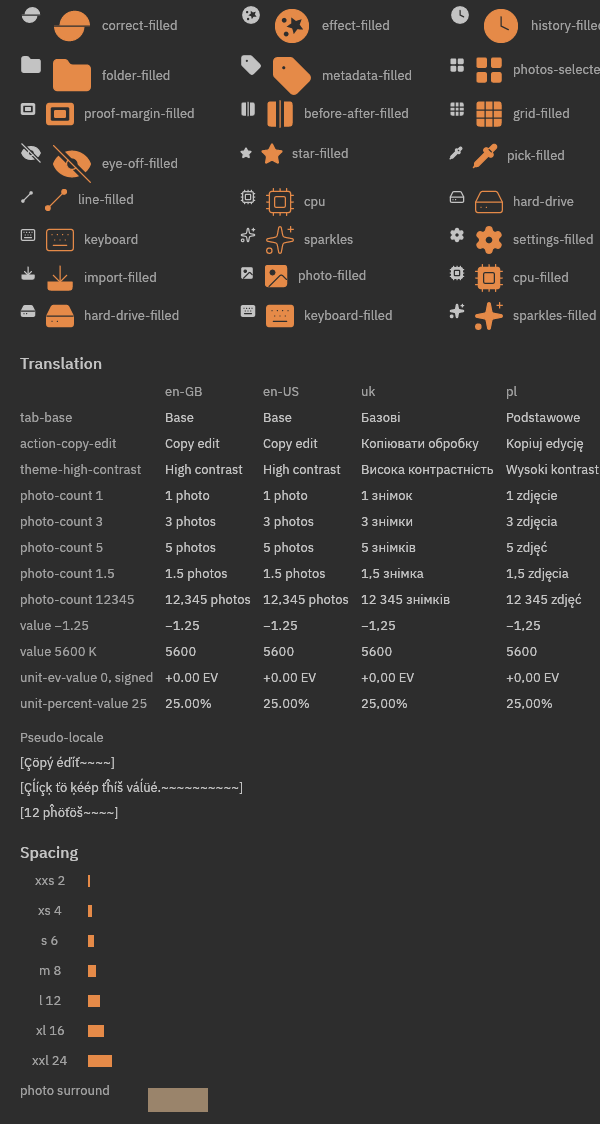 correct-filled effect-filled history-filled
folder-filled metadata-filled photos-selecte
proof-margin-filled before-after-filled grid-filled
eye-off-filled star-filled pick-filled
line-filled cpu hard-drive
keyboard sparkles settings-filled
import-filled photo-filled cpu-filled
hard-drive-filled keyboard-filled sparkles-filled
Translation
en-GB en-US uk pl
tab-base Base Base Базові Podstawowe
action-copy-edit Copy edit Copy edit Копіювати обробку Kopiuj edycję
theme-high-contrast High contrast High contrast Висока контрастність Wysoki kontrast
photo-count 1 1 photo 1 photo 1 знімок 1 zdjęcie
photo-count 3 3 photos 3 photos 3 знімки 3 zdjęcia
photo-count 5 5 photos 5 photos 5 знімків 5 zdjęć
photo-count 1.5 1.5 photos 1.5 photos 1,5 знімка 1,5 zdjęcia
photo-count 12345 12,345 photos 12,345 photos 12 345 знімків 12 345 zdjęć
value −1.25 −1.25 −1.25 −1,25 −1,25
value 5600 K 5600 5600 5600 5600
unit-ev-value 0, signed +0.00 EV +0.00 EV +0,00 EV +0,00 EV
unit-percent-value 25 25.00% 25.00% 25,00% 25,00%
Pseudo-locale
[Çöpý éďíť~~~~]
[Çĺíçķ ťö ķéép ťĥíš váĺüé.~~~~~~~~~~]
[12 pĥöťöš~~~~]
Spacing
xxs 2
xs 4
s 6
m 8
l 12
xl 16
xxl 24
photo surround